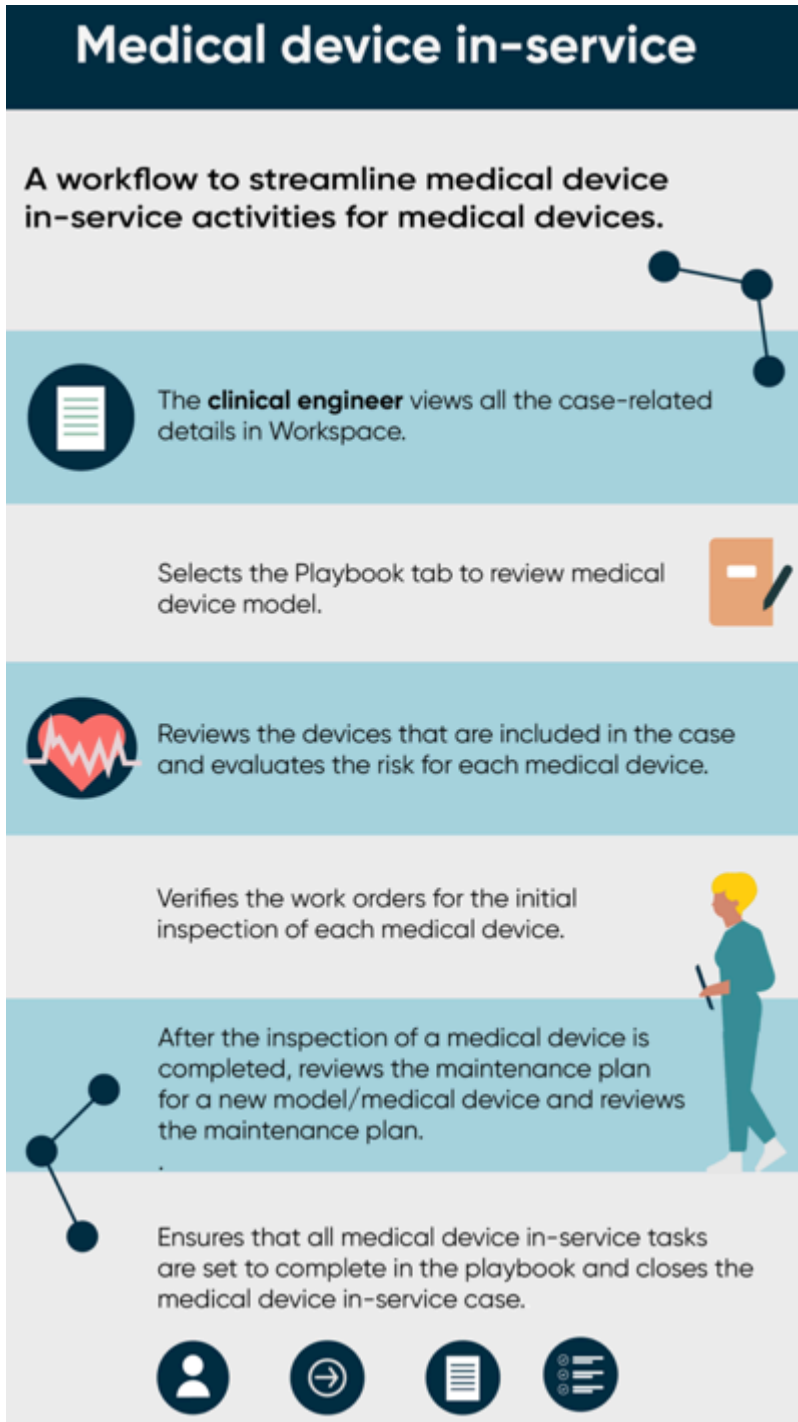 Medical device in-service
A workflow to streamline medical device
in-service activities for medical devices.
The clinical engineer views all the case-related
details in Workspace.
Selects the Playbook tab to review medical
device model.
Reviews the devices that are included in the case
and evaluates the risk for each medical device.
Verifies the work orders for the initial
inspection of each medical device.
After the inspection of a medical device is
completed, reviews the maintenance plan
for a new model/medical device and reviews
the maintenance plan.
.
Ensures that all medical device in-service tasks
are set to complete in the playbook and closes the
medical device in-service case.